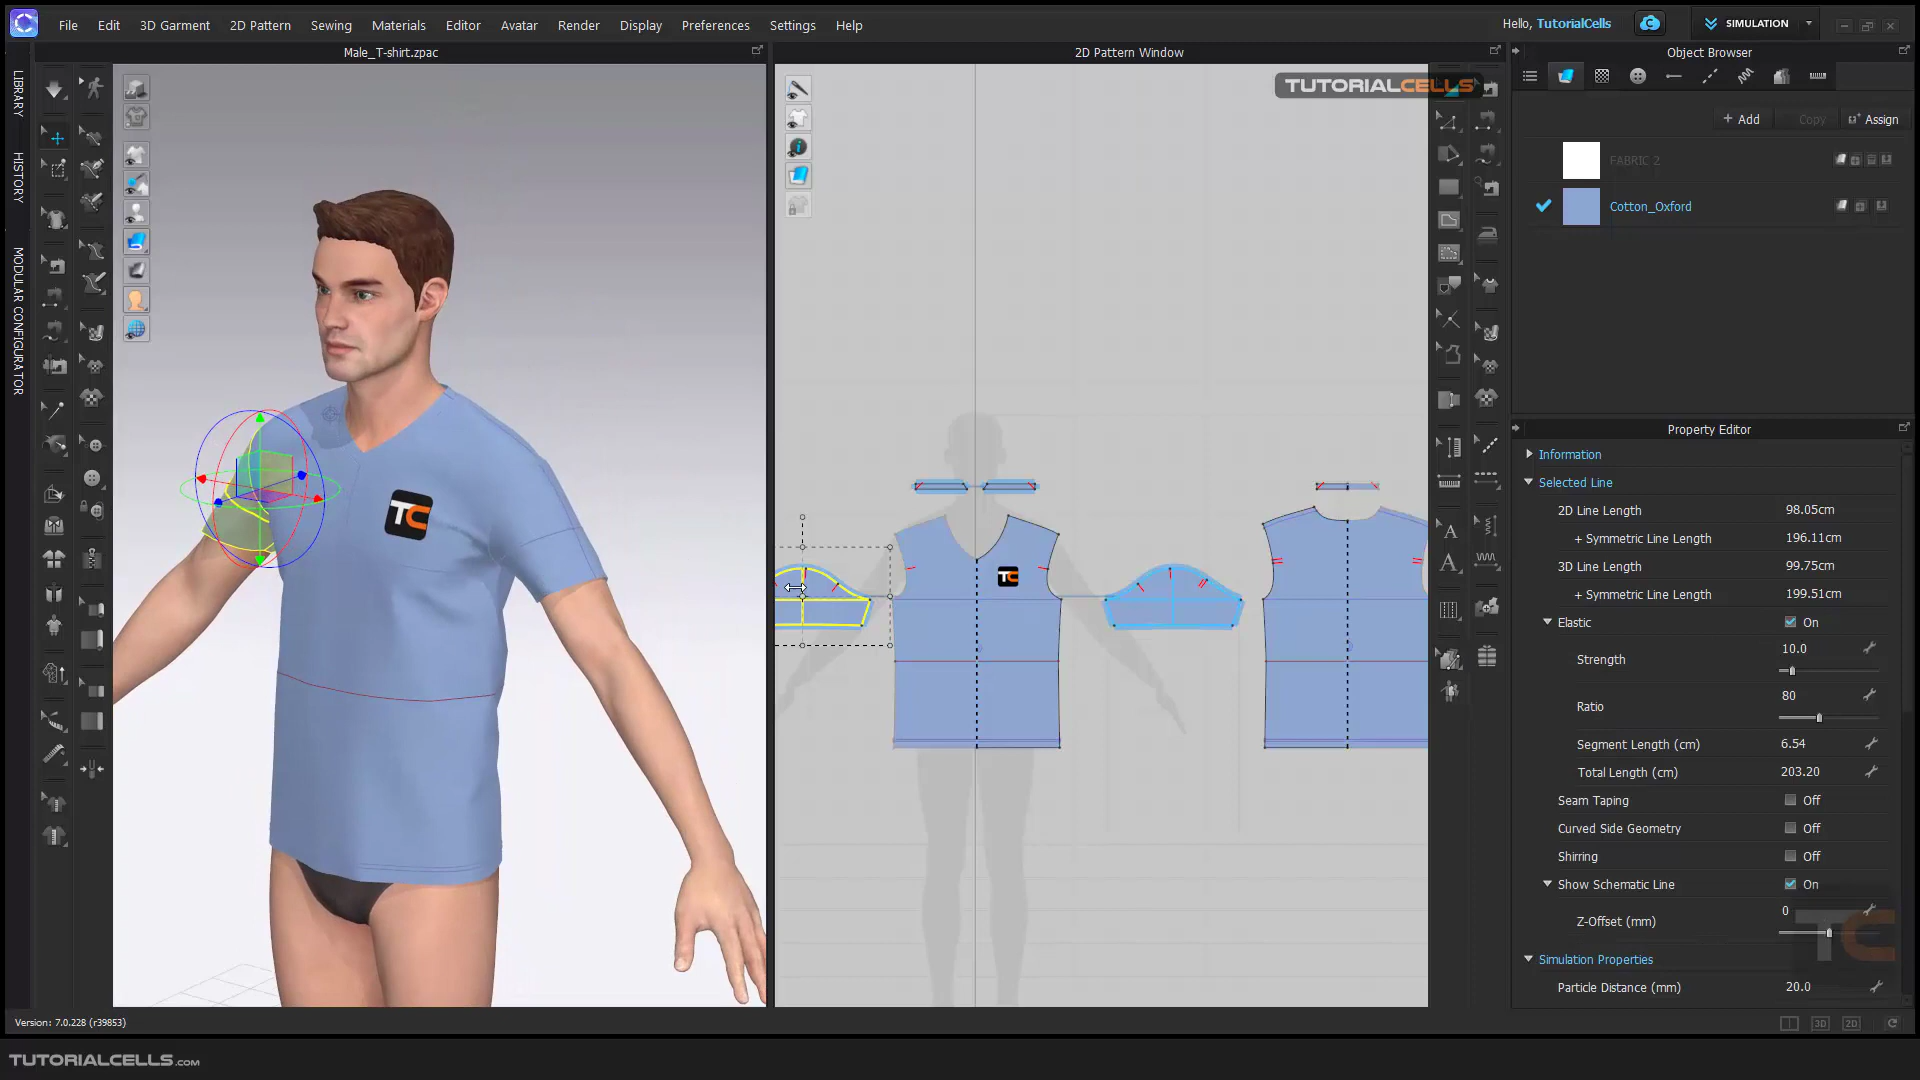 File Edit 3D Garment 2D Pattern Sewing Materials Editor Avatar Render Display Preferences Settings Help
Hello, TutorialCells
SIMULATION
Male_T-shirt.zpac
2D Pattern Window
Object Browser
LIBRARY
HISTORY
MODULAR CONFIGURATOR
TUTORIALCELLS
+ Add
Copy
Assign
FABRIC 2
Cotton_Oxford
TC
TC
Property Editor
Information
Selected Line
2D Line Length 98.05cm
+ Symmetric Line Length 196.11cm
3D Line Length 99.75cm
+ Symmetric Line Length 199.51cm
Elastic On
Strength 10.0
Ratio 80
Segment Length (cm) 6.54
Total Length (cm) 203.20
Seam Taping Off
Curved Side Geometry Off
Shirring Off
Show Schematic Line On
Z-Offset (mm) 0
TC
Simulation Properties
Particle Distance (mm) 20.0
Version: 7.0.228 (r39853)
3D
2D
TUTORIALCELLS.com